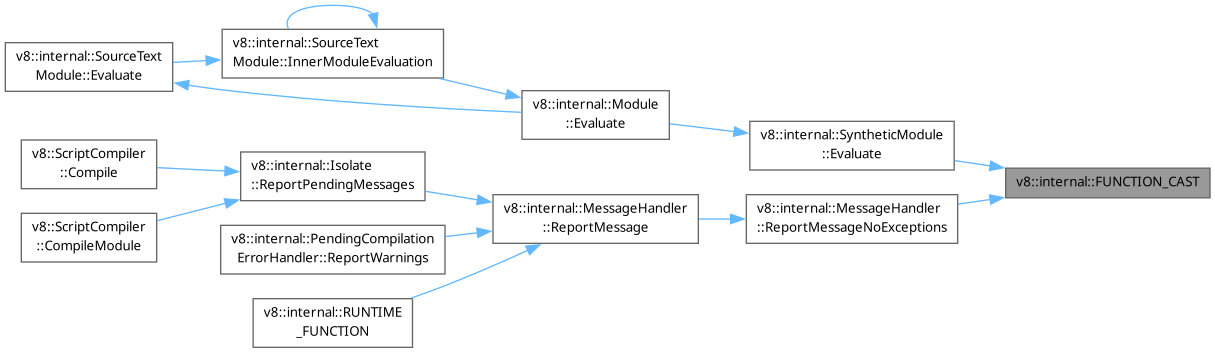 v8::internal::SourceText
Module::Evaluate
v8::internal::SourceText
Module::InnerModuleEvaluation
v8::internal::Module
::Evaluate
v8::internal::SyntheticModule
::Evaluate
v8::internal::FUNCTION_CAST
v8::ScriptCompiler
::Compile
v8::internal::Isolate
::ReportPendingMessages
v8::internal::MessageHandler
::ReportMessage
v8::internal::MessageHandler
::ReportMessageNoExceptions
v8::ScriptCompiler
::CompileModule
v8::internal::PendingCompilation
ErrorHandler::ReportWarnings
v8::internal::RUNTIME
_FUNCTION